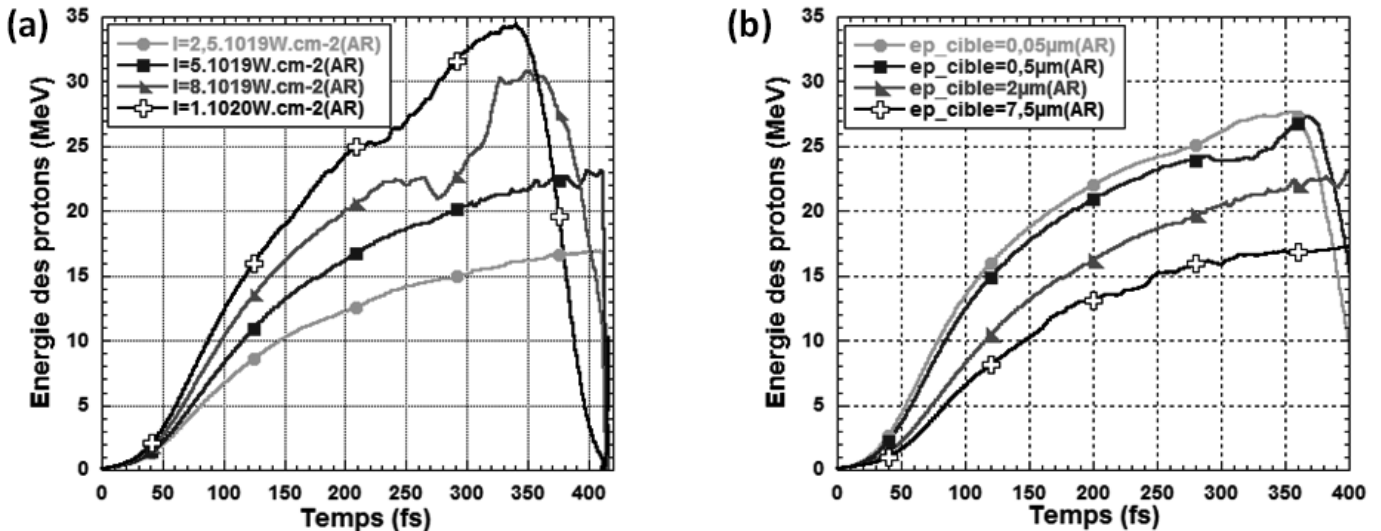 (a)
35
30
25
20
15
10
5
0
Energie des protons (MeV)
I=2,5.1019W.cm-2(AR)
I=5.1019W.cm-2(AR)
I=8.1019W.cm-2(AR)
I=1.1020W.cm-2(AR)
0 50 100 150 200 250 300 350 400
Temps (fs)
(b)
35
30
25
20
15
10
5
0
Energie des protons (MeV)
ep_cible=0,05µm(AR)
ep_cible=0,5µm(AR)
ep_cible=2µm(AR)
ep_cible=7,5µm(AR)
0 50 100 150 200 250 300 350 400
Temps (fs)